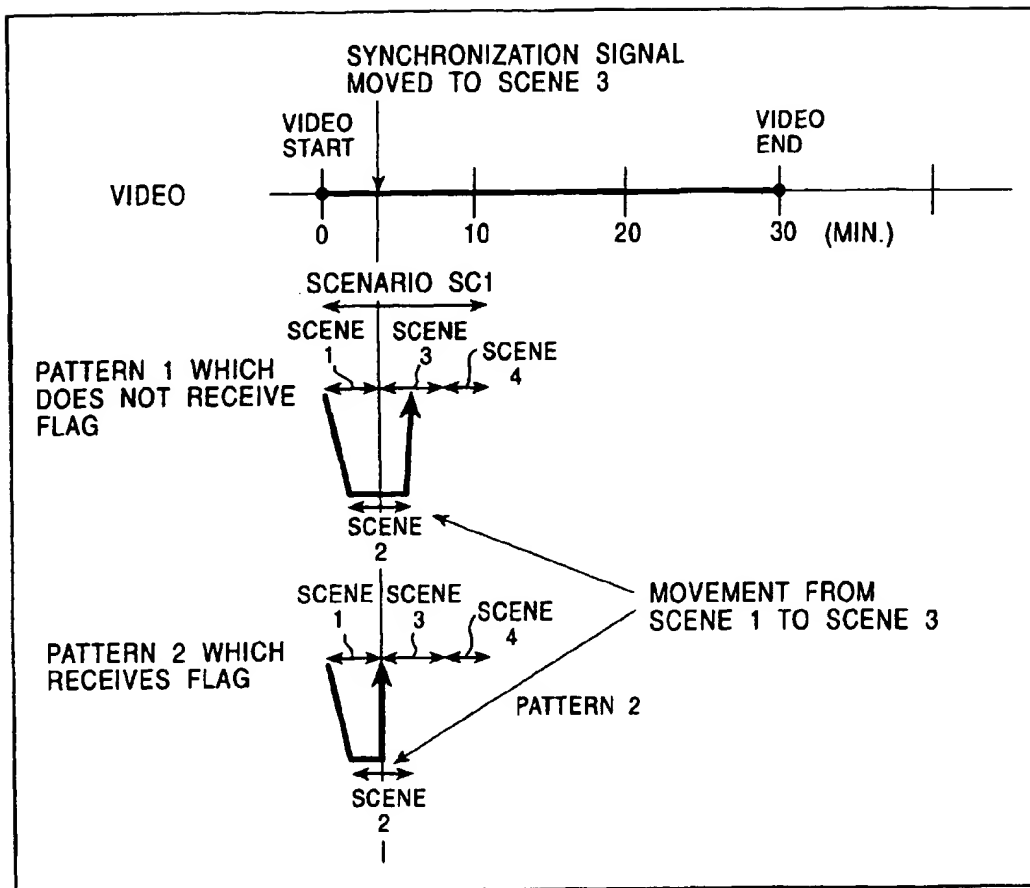 SYNCHRONIZATION SIGNAL
MOVED TO SCENE 3
VIDEO
START
VIDEO
END
VIDEO
0
10
20
30
(MIN.)
SCENARIO SC1
SCENE
1
SCENE
3
SCENE
4
PATTERN 1 WHICH
DOES NOT RECEIVE
FLAG
SCENE
2
MOVEMENT FROM
SCENE 1 TO SCENE 3
SCENE
1
SCENE
3
SCENE
4
PATTERN 2 WHICH
RECEIVES FLAG
PATTERN 2
SCENE
2